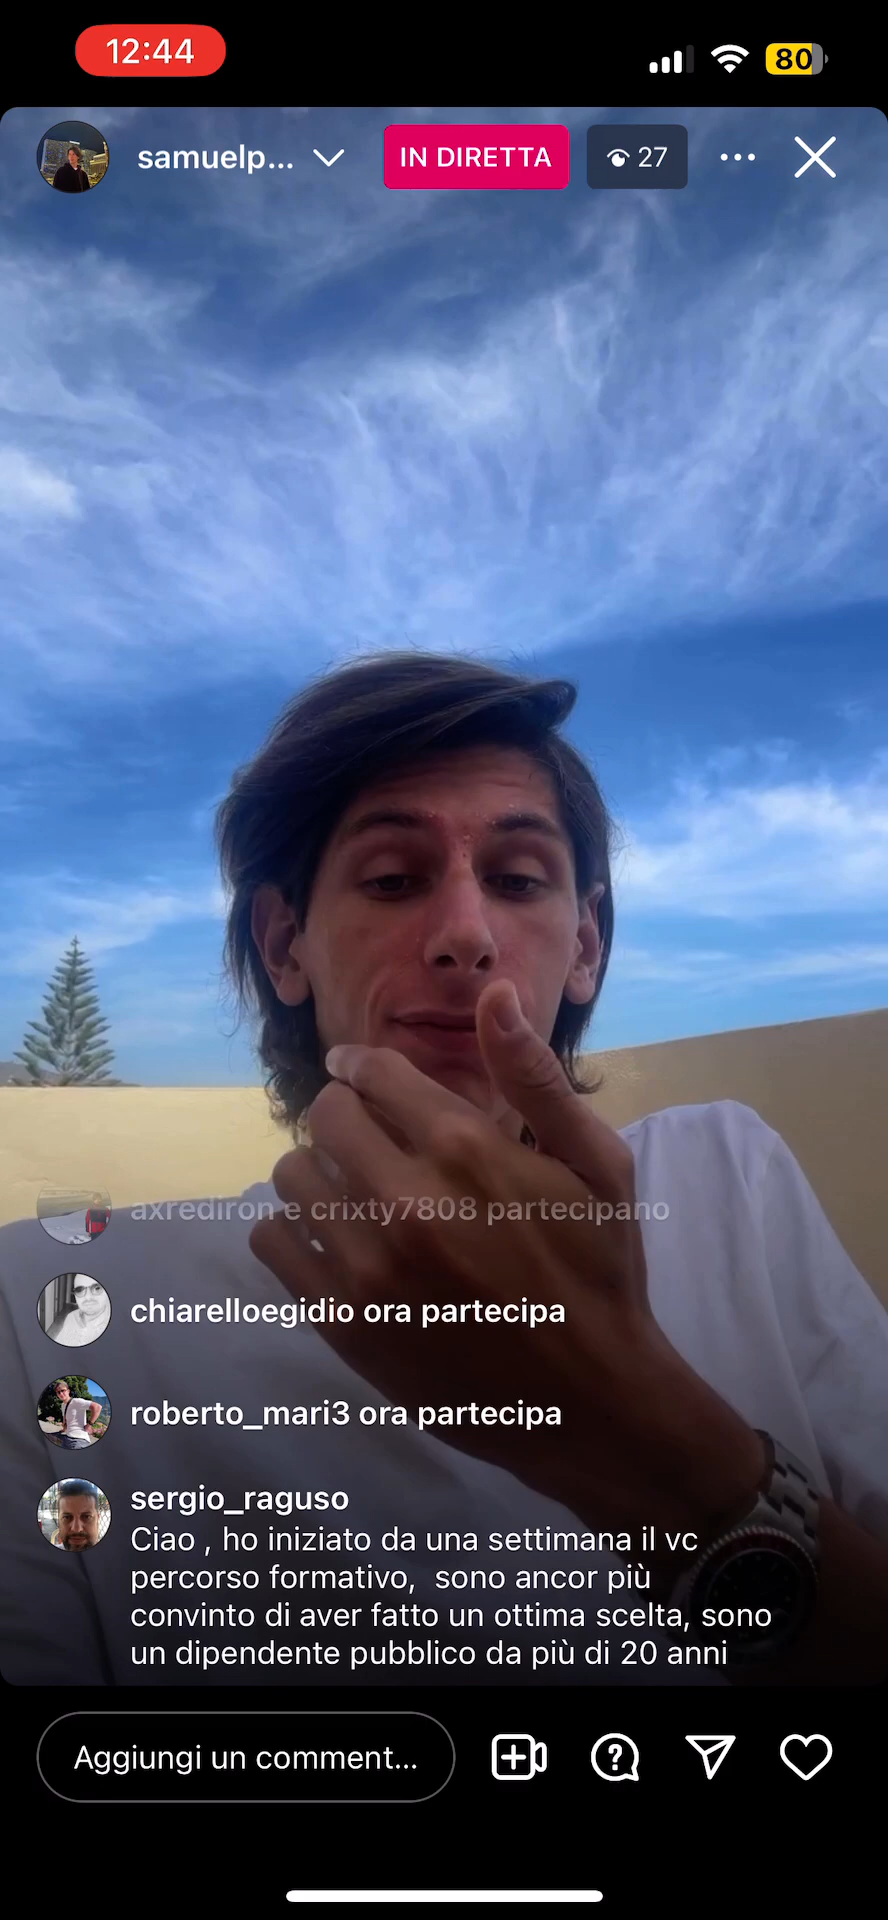 12:44
80
samuelp...
IN DIRETTA
27
axrediron e crixty7808 partecipano
chiarelloegidio ora partecipa
roberto_mari3 ora partecipa
sergio_raguso
Ciao , ho iniziato da una settimana il vc
percorso formativo,  sono ancor più
convinto di aver fatto un ottima scelta, sono
un dipendente pubblico da più di 20 anni
Aggiungi un comment...